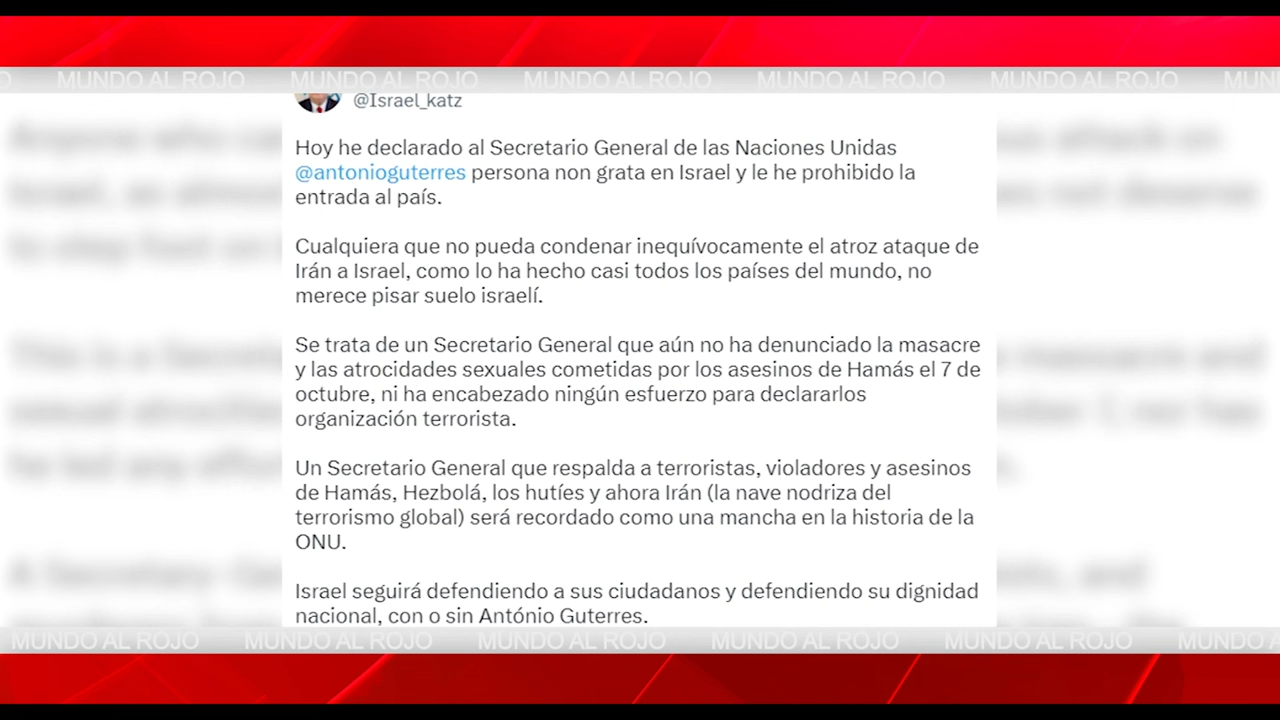 MUNDO AL ROJO MUNDO AL ROJO MUNDO AL ROJO MUNDO AL ROJO MUNDO AL ROJO
@Israel_katz
Hoy he declarado al Secretario General de las Naciones Unidas
@antonioguterres persona non grata en Israel y le he prohibido la
entrada al país.
Cualquiera que no pueda condenar inequívocamente el atroz ataque de
Irán a Israel, como lo ha hecho casi todos los países del mundo, no
merece pisar suelo israelí.
Se trata de un Secretario General que aún no ha denunciado la masacre
y las atrocidades sexuales cometidas por los asesinos de Hamás el 7 de
octubre, ni ha encabezado ningún esfuerzo para declararlos
organización terrorista.
Un Secretario General que respalda a terroristas, violadores y asesinos
de Hamás, Hezbolá, los hutíes y ahora Irán (la nave nodriza del
terrorismo global) será recordado como una mancha en la historia de la
ONU.
Israel seguirá defendiendo a sus ciudadanos y defendiendo su dignidad
nacional, con o sin António Guterres.
MUNDO AL ROJO MUNDO AL ROJO MUNDO AL ROJO MUNDO AL ROJO MUNDO AL ROJO MUNDO A